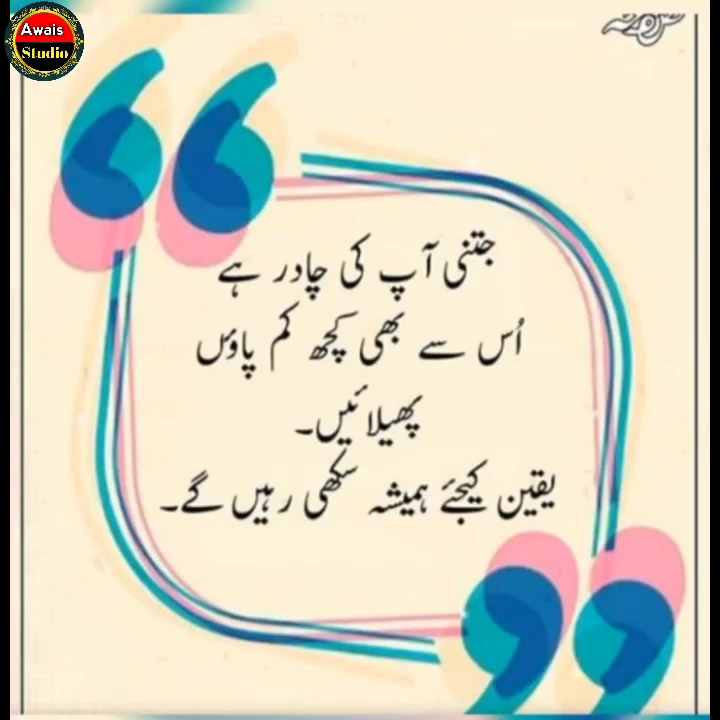 Awais
Studio
جتنی آپ کی چادر ہے
اُس سے بھی کچھ کم پاؤں
پھیلائیں۔
یقین کیجئے ہمیشہ سکھی رہیں گے۔